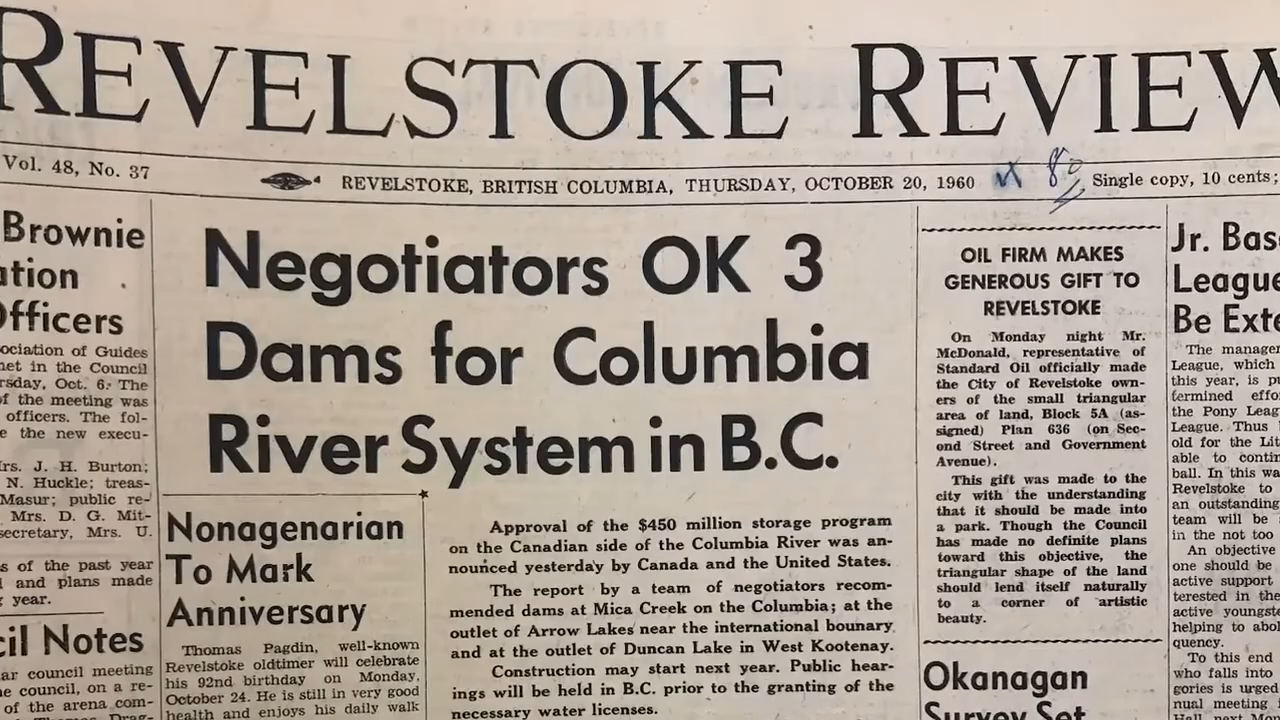 REVELSTOKE REVIEW
Vol. 48, No. 37
REVELSTOKE, BRITISH COLUMBIA, THURSDAY, OCTOBER 20, 1960
80
Single copy, 10 cents;
Brownie
ation
Officers
ociation of Guides
met in the Council
rsday, Oct. 6. The
of the meeting was
officers. The fol-
e the new execu-
Mrs. J. H. Burton;
N. Huckle; treas-
Masur; public re-
Mrs. D. G. Mit-
secretary, Mrs. U.
s of the past year
and plans made
year.
cil Notes
ar council meeting
e council, on a re-
of the arena com-
Negotiators OK 3
Dams for Columbia
River System in B.C.
Nonagenarian
To Mark
Anniversary
Thomas Pagdin, well-known
Revelstoke oldtimer will celebrate
his 92nd birthday on Monday,
October 24. He is still in very good
health and enjoys his daily walk
Approval of the $450 million storage program
on the Canadian side of the Columbia River was an-
nounced yesterday by Canada and the United States.
The report by a team of negotiators recom-
mended dams at Mica Creek on the Columbia; at the
outlet of Arrow Lakes near the international bounary
and at the outlet of Duncan Lake in West Kootenay.
Construction may start next year. Public hear-
ings will be held in B.C. prior to the granting of the
necessary water licenses.
OIL FIRM MAKES
GENEROUS GIFT TO
REVELSTOKE
On Monday night Mr.
McDonald, representative of
Standard Oil officially made
the City of Revelstoke own-
ers of the small triangular
area of land, Block 5A (as-
signed) Plan 636 (on Sec-
ond Street and Government
Avenue).
This gift was made to the
city with the understanding
that it should be made into
a park. Though the Council
has made no definite plans
toward this objective, the
triangular shape of the land
should lend itself naturally
to a corner of artistic
beauty.
Okanagan
Survey Set
Jr. Bas
League
Be Exte
The manager
League, which
this year, is p
termined effo
the Pony Leag
League. Thus
old for the Lit
able to contin
ball. In this wa
Revelstoke to
an outstanding
team will be
in the not too
An objective
one should be
active support
terested in the
active youngst
helping to abol
quency.
To this end
who falls into
gories is urged
nual meeting